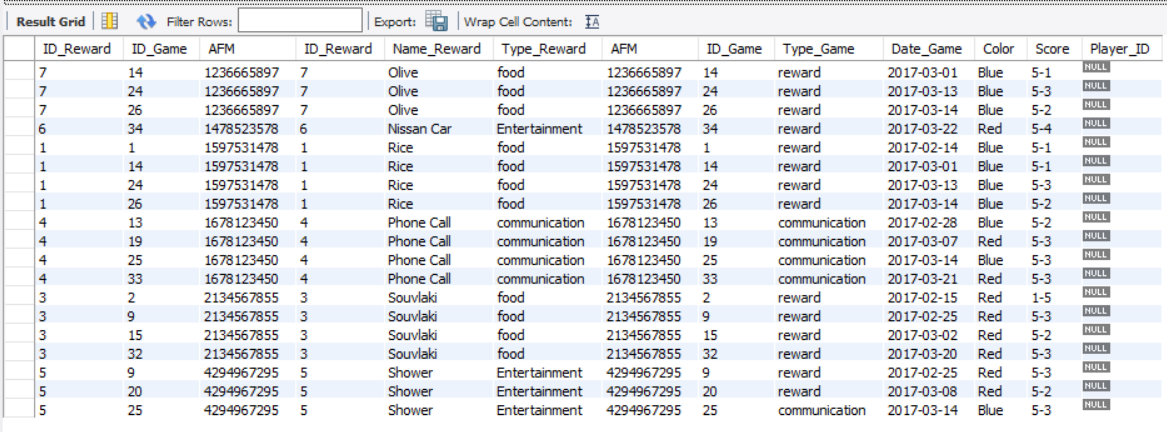 Result Grid Filter Rows: Export: Wrap Cell Content: IA
ID_Reward ID_Game AFM ID_Reward Name_Reward Type_Reward AFM ID_Game Type_Game Date_Game Color Score Player_ID
7 14 1236665897 7 Olive food 1236665897 14 reward 2017-03-01 Blue 5-1 NULL
7 24 1236665897 7 Olive food 1236665897 24 reward 2017-03-13 Blue 5-3 NULL
7 26 1236665897 7 Olive food 1236665897 26 reward 2017-03-14 Blue 5-2 NULL
6 34 1478523578 6 Nissan Car Entertainment 1478523578 34 reward 2017-03-22 Red 5-4 NULL
1 1 1597531478 1 Rice food 1597531478 1 reward 2017-02-14 Blue 5-1 NULL
1 14 1597531478 1 Rice food 1597531478 14 reward 2017-03-01 Blue 5-1 NULL
1 24 1597531478 1 Rice food 1597531478 24 reward 2017-03-13 Blue 5-3 NULL
1 26 1597531478 1 Rice food 1597531478 26 reward 2017-03-14 Blue 5-2 NULL
4 13 1678123450 4 Phone Call communication 1678123450 13 communication 2017-02-28 Blue 5-2 NULL
4 19 1678123450 4 Phone Call communication 1678123450 19 communication 2017-03-07 Red 5-3 NULL
4 25 1678123450 4 Phone Call communication 1678123450 25 communication 2017-03-14 Blue 5-3 NULL
4 33 1678123450 4 Phone Call communication 1678123450 33 communication 2017-03-21 Red 5-3 NULL
3 2 2134567855 3 Souvlaki food 2134567855 2 reward 2017-02-15 Red 1-5 NULL
3 9 2134567855 3 Souvlaki food 2134567855 9 reward 2017-02-25 Red 5-3 NULL
3 15 2134567855 3 Souvlaki food 2134567855 15 reward 2017-03-02 Red 5-2 NULL
3 32 2134567855 3 Souvlaki food 2134567855 32 reward 2017-03-20 Red 5-3 NULL
5 9 4294967295 5 Shower Entertainment 4294967295 9 reward 2017-02-25 Red 5-3 NULL
5 20 4294967295 5 Shower Entertainment 4294967295 20 reward 2017-03-08 Red 5-2 NULL
5 25 4294967295 5 Shower Entertainment 4294967295 25 communication 2017-03-14 Blue 5-3 NULL